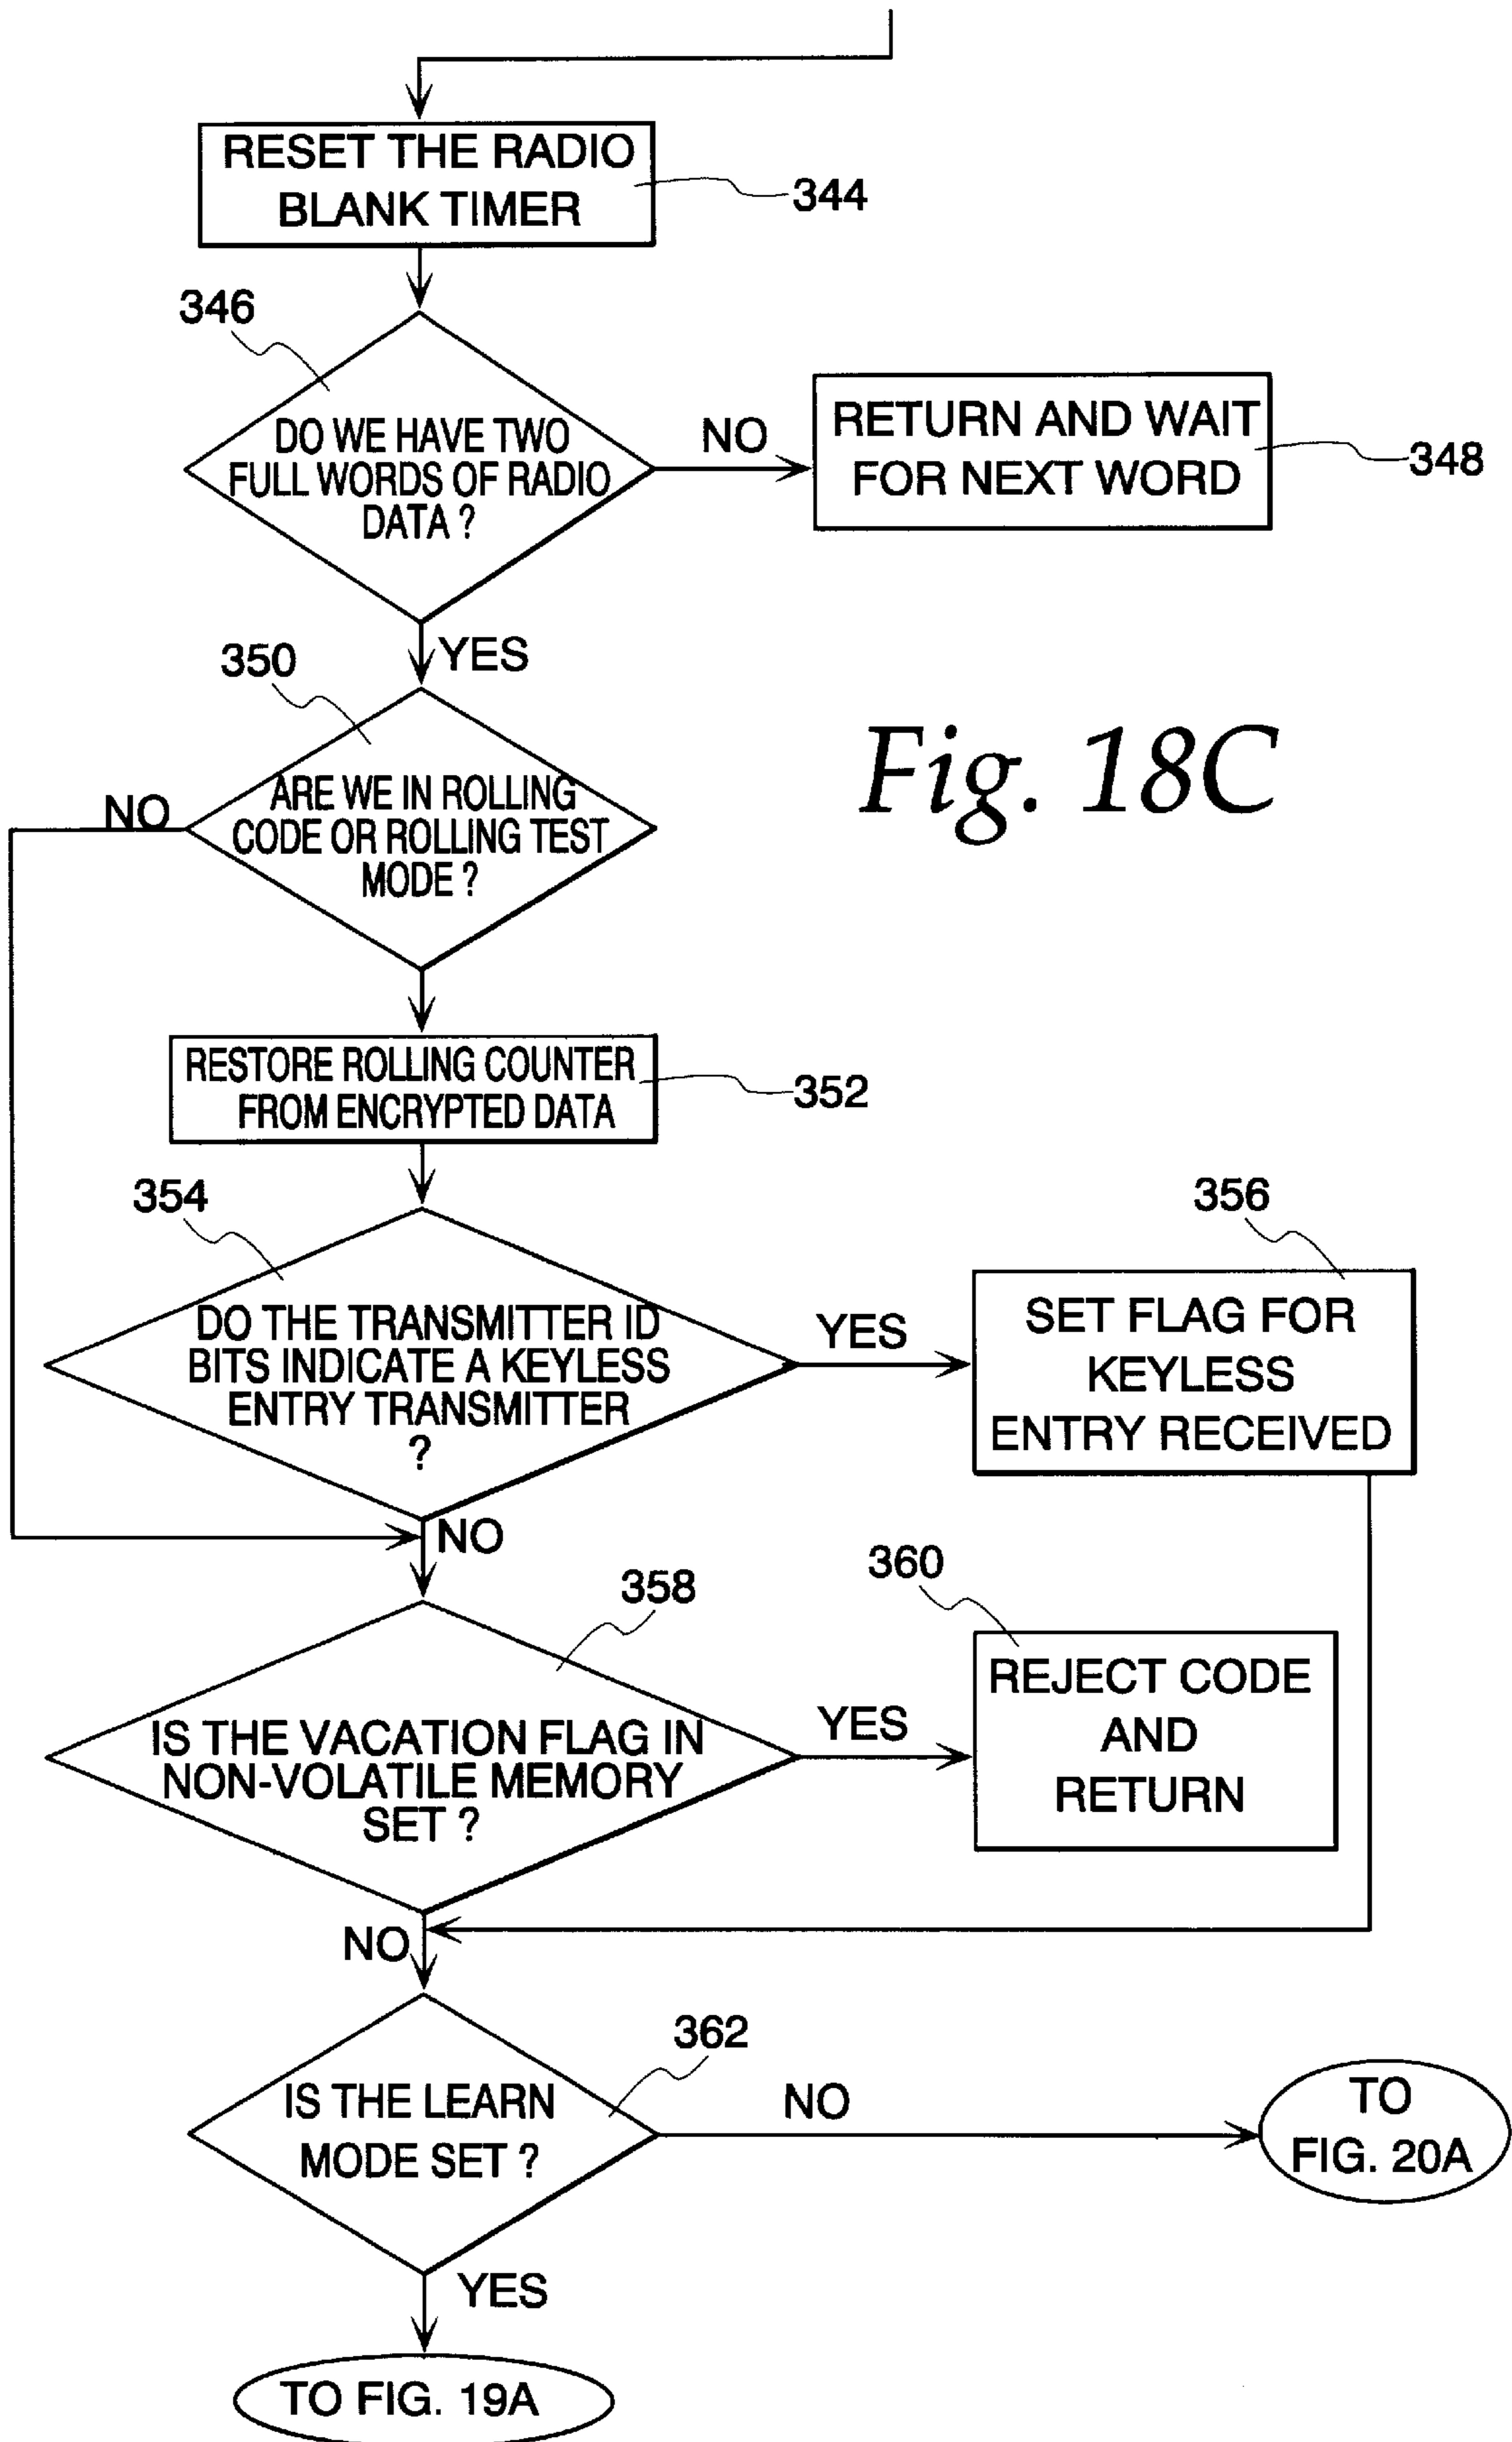 RESET THE RADIO
BLANK TIMER
344
346
DO WE HAVE TWO
FULL WORDS OF RADIO
DATA ?
NO
RETURN AND WAIT
FOR NEXT WORD
348
YES
350
Fig. 18C
ARE WE IN ROLLING
CODE OR ROLLING TEST
MODE ?
NO
RESTORE ROLLING COUNTER
FROM ENCRYPTED DATA
352
354
DO THE TRANSMITTER ID
BITS INDICATE A KEYLESS
ENTRY TRANSMITTER
?
YES
356
SET FLAG FOR
KEYLESS
ENTRY RECEIVED
NO
358
IS THE VACATION FLAG IN
NON-VOLATILE MEMORY
SET ?
YES
360
REJECT CODE
AND
RETURN
NO
362
IS THE LEARN
MODE SET ?
NO
TO
FIG. 20A
YES
TO FIG. 19A